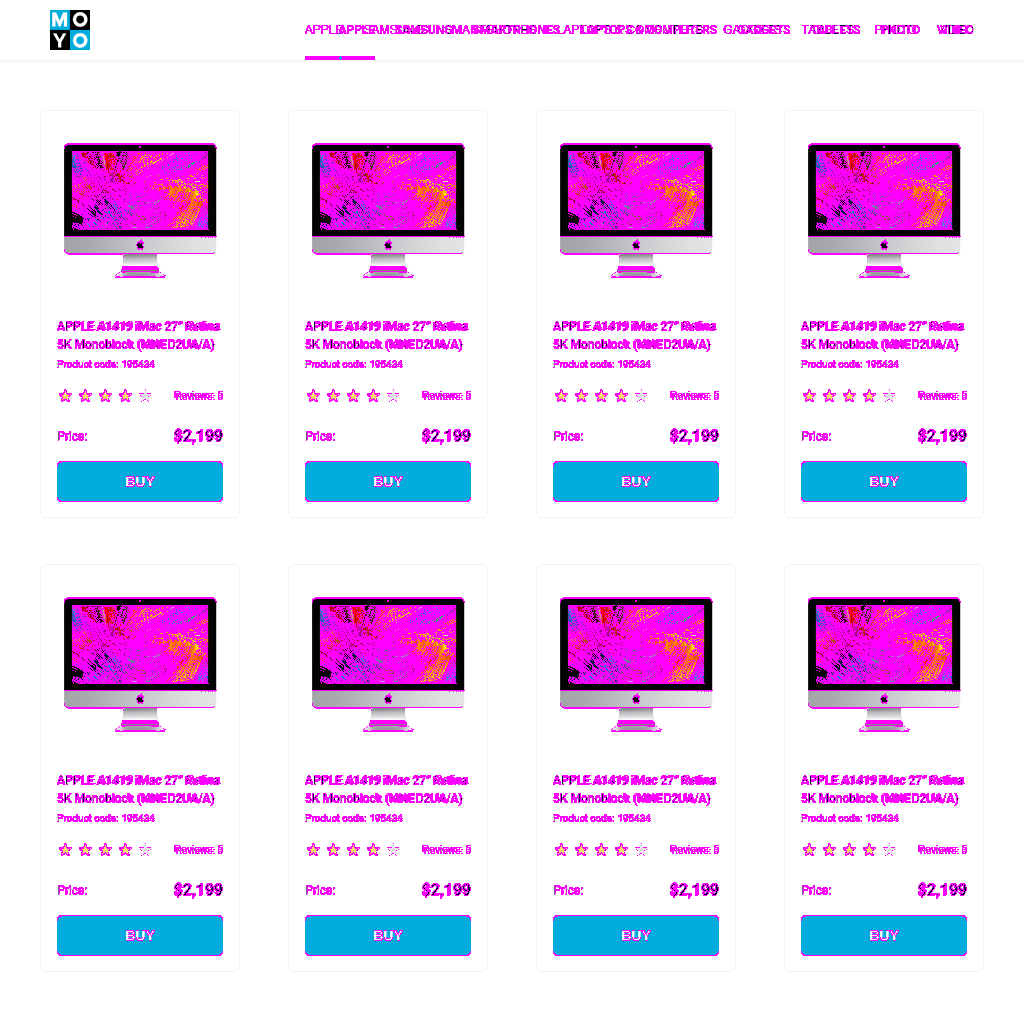 MO
YO
APPLE SAMSUNG SMARTPHONES LAPTOPS & COMPUTERS GADGETS TABLETS PHOTO VIDEO
APPLE A1419 iMac 27" Retina
5K Monoblock (MNED2UA/A)
Product code: 195434
Reviews: 5
Price: $2,199
BUY
APPLE A1419 iMac 27" Retina
5K Monoblock (MNED2UA/A)
Product code: 195434
Reviews: 5
Price: $2,199
BUY
APPLE A1419 iMac 27" Retina
5K Monoblock (MNED2UA/A)
Product code: 195434
Reviews: 5
Price: $2,199
BUY
APPLE A1419 iMac 27" Retina
5K Monoblock (MNED2UA/A)
Product code: 195434
Reviews: 5
Price: $2,199
BUY
APPLE A1419 iMac 27" Retina
5K Monoblock (MNED2UA/A)
Product code: 195434
Reviews: 5
Price: $2,199
BUY
APPLE A1419 iMac 27" Retina
5K Monoblock (MNED2UA/A)
Product code: 195434
Reviews: 5
Price: $2,199
BUY
APPLE A1419 iMac 27" Retina
5K Monoblock (MNED2UA/A)
Product code: 195434
Reviews: 5
Price: $2,199
BUY
APPLE A1419 iMac 27" Retina
5K Monoblock (MNED2UA/A)
Product code: 195434
Reviews: 5
Price: $2,199
BUY